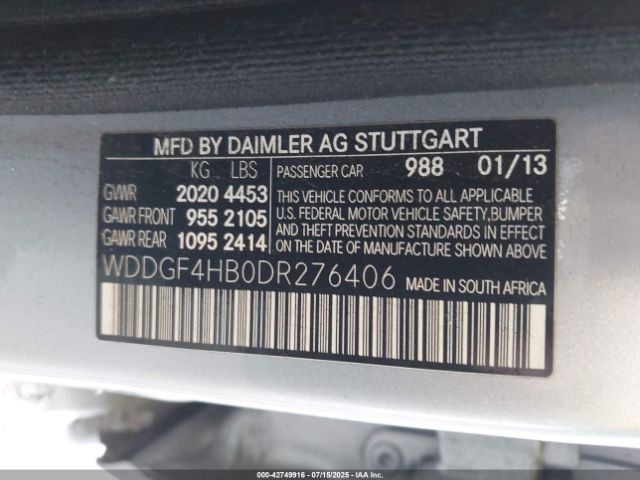 MFD BY DAIMLER AG STUTTGART
KG LBS PASSENGER CAR 988 01/13
GVWR 2020 4453
GAWR FRONT 955 2105
GAWR REAR 1095 2414
THIS VEHICLE CONFORMS TO ALL APPLICABLE
U.S. FEDERAL MOTOR VEHICLE SAFETY, BUMPER
AND THEFT PREVENTION STANDARDS IN EFFECT
ON THE DATE OF MANUFACTURE SHOWN ABOVE
WDDGF4HB0DR276406 MADE IN SOUTH AFRICA
000-42749916 - 07/15/2025 - IAA, Inc.